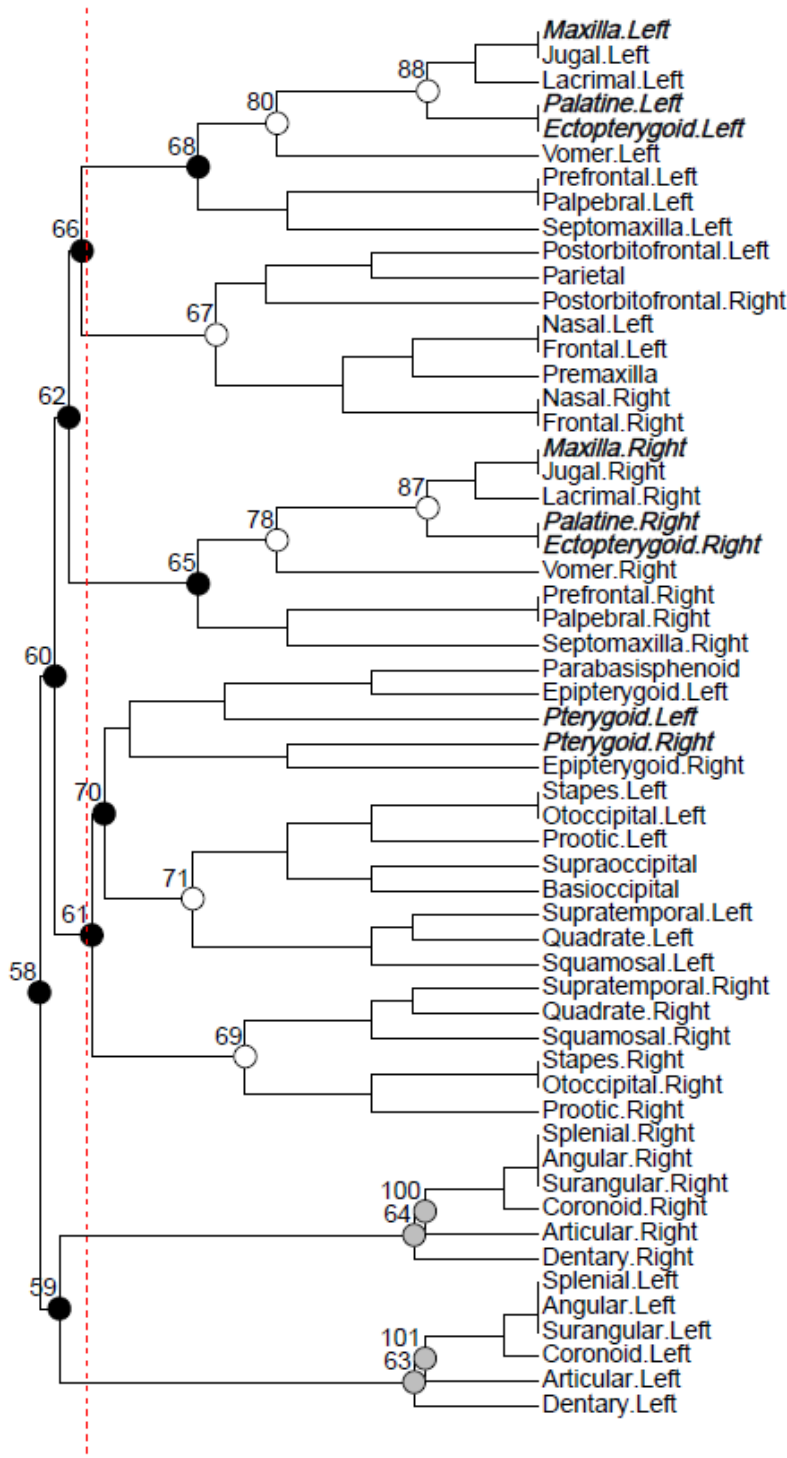 Maxilla.Left
Jugal.Left
88
Lacrimal.Left
80
Palatine.Left
Ectopterygoid.Left
68
Vomer.Left
Prefrontal.Left
Palpebral.Left
66
Septomaxilla.Left
Postorbitofrontal.Left
Parietal
67
Postorbitofrontal.Right
Nasal.Left
Frontal.Left
Premaxilla
62
Nasal.Right
Frontal.Right
Maxilla.Right
Jugal.Right
87
Lacrimal.Right
78
Palatine.Right
Ectopterygoid.Right
65
Vomer.Right
Prefrontal.Right
Palpebral.Right
Septomaxilla.Right
60
Parabasisphenoid
Epipterygoid.Left
Pterygoid.Left
Pterygoid.Right
Epipterygoid.Right
70
Stapes.Left
Otoccipital.Left
Prootic.Left
Supraoccipital
71
Basioccipital
61
Supratemporal.Left
Quadrate.Left
58
Squamosal.Left
Supratemporal.Right
Quadrate.Right
69
Squamosal.Right
Stapes.Right
Otoccipital.Right
Prootic.Right
Splenial.Right
Angular.Right
100
Surangular.Right
64
Coronoid.Right
Articular.Right
Dentary.Right
59
Splenial.Left
Angular.Left
101
Surangular.Left
63
Coronoid.Left
Articular.Left
Dentary.Left